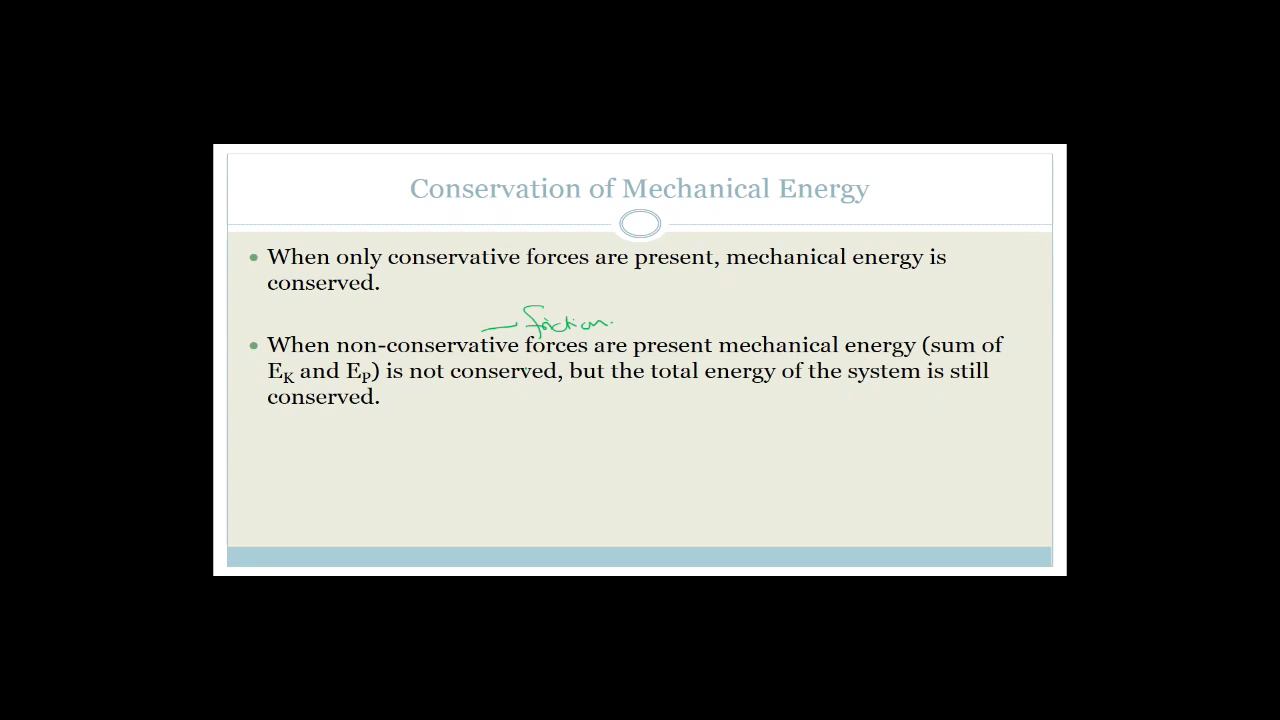 Conservation of Mechanical Energy
• When only conservative forces are present, mechanical energy is
conserved.
— friction.
• When non-conservative forces are present mechanical energy (sum of
EK and EP) is not conserved, but the total energy of the system is still
conserved.